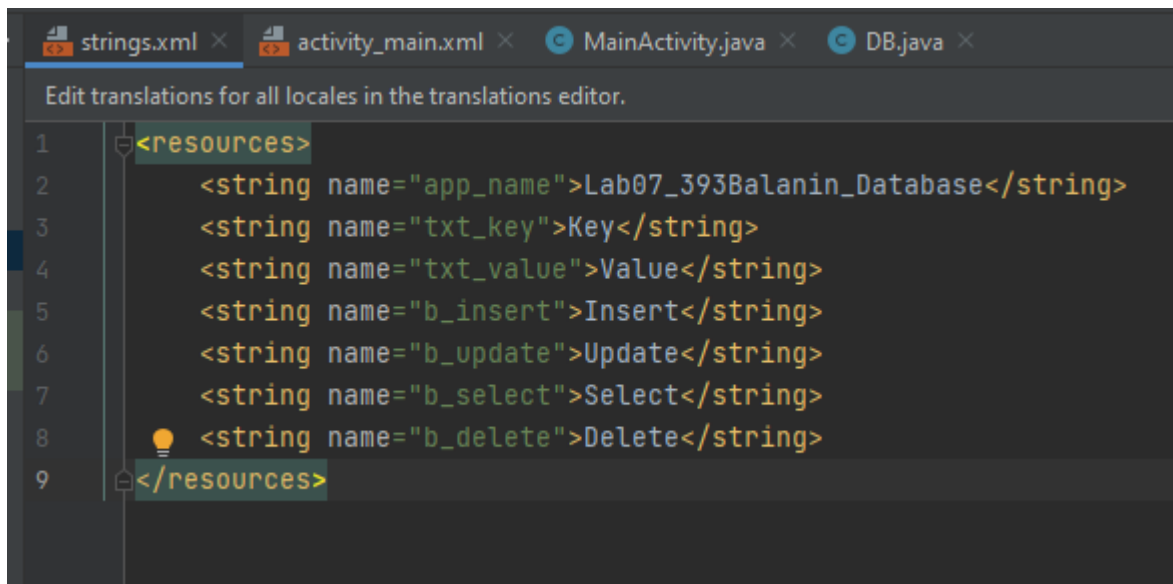 strings.xml activity_main.xml MainActivity.java DB.java
Edit translations for all locales in the translations editor.
1 <resources>
2     <string name="app_name">Lab07_393Balanin_Database</string>
3     <string name="txt_key">Key</string>
4     <string name="txt_value">Value</string>
5     <string name="b_insert">Insert</string>
6     <string name="b_update">Update</string>
7     <string name="b_select">Select</string>
8     <string name="b_delete">Delete</string>
9 </resources>